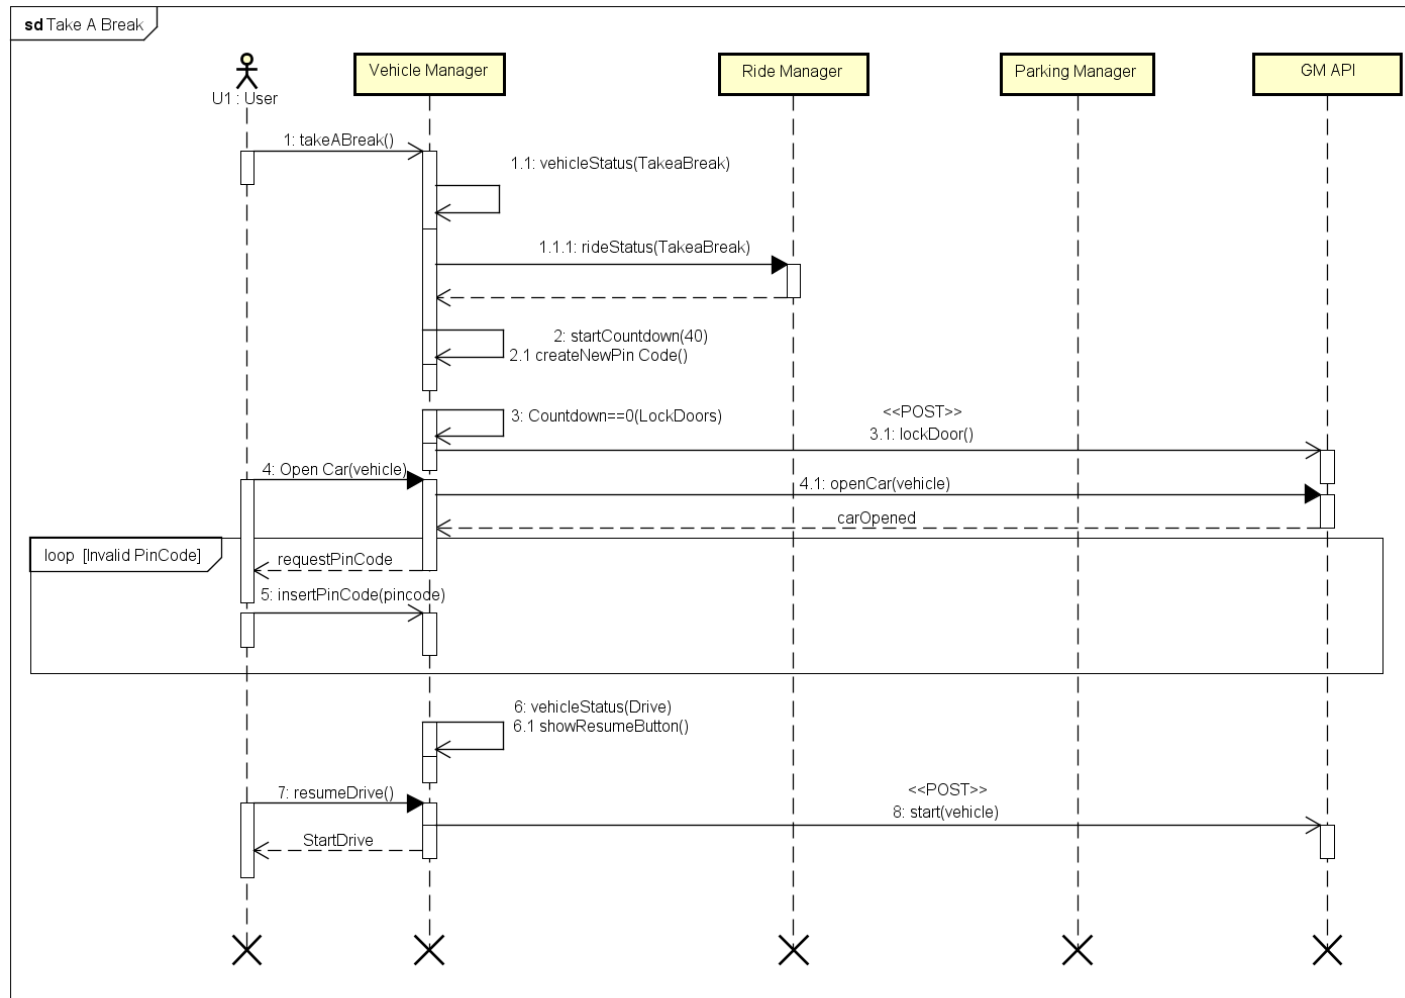 sd Take A Break
U1 : User
Vehicle Manager
Ride Manager
Parking Manager
GM API
1: takeABreak()
1.1: vehicleStatus(TakeaBreak)
1.1.1: rideStatus(TakeaBreak)
2: startCountdown(40)
2.1 createNewPin Code()
3: Countdown==0(LockDoors)
<<POST>>
3.1: lockDoor()
4: Open Car(vehicle)
4.1: openCar(vehicle)
carOpened
loop [Invalid PinCode]
requestPinCode
5: insertPinCode(pincode)
6: vehicleStatus(Drive)
6.1 showResumeButton()
7: resumeDrive()
<<POST>>
8: start(vehicle)
StartDrive